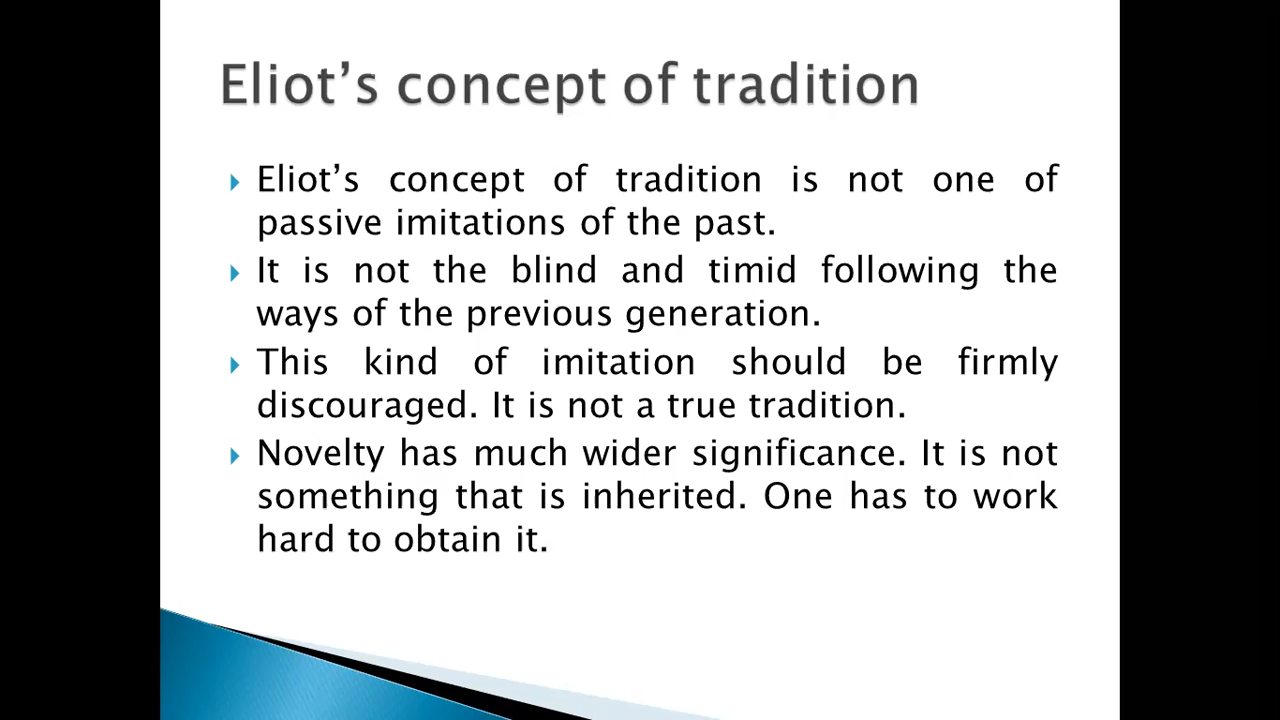 Eliot’s concept of tradition
Eliot’s concept of tradition is not one of
passive imitations of the past.
It is not the blind and timid following the
ways of the previous generation.
This kind of imitation should be firmly
discouraged. It is not a true tradition.
Novelty has much wider significance. It is not
something that is inherited. One has to work
hard to obtain it.